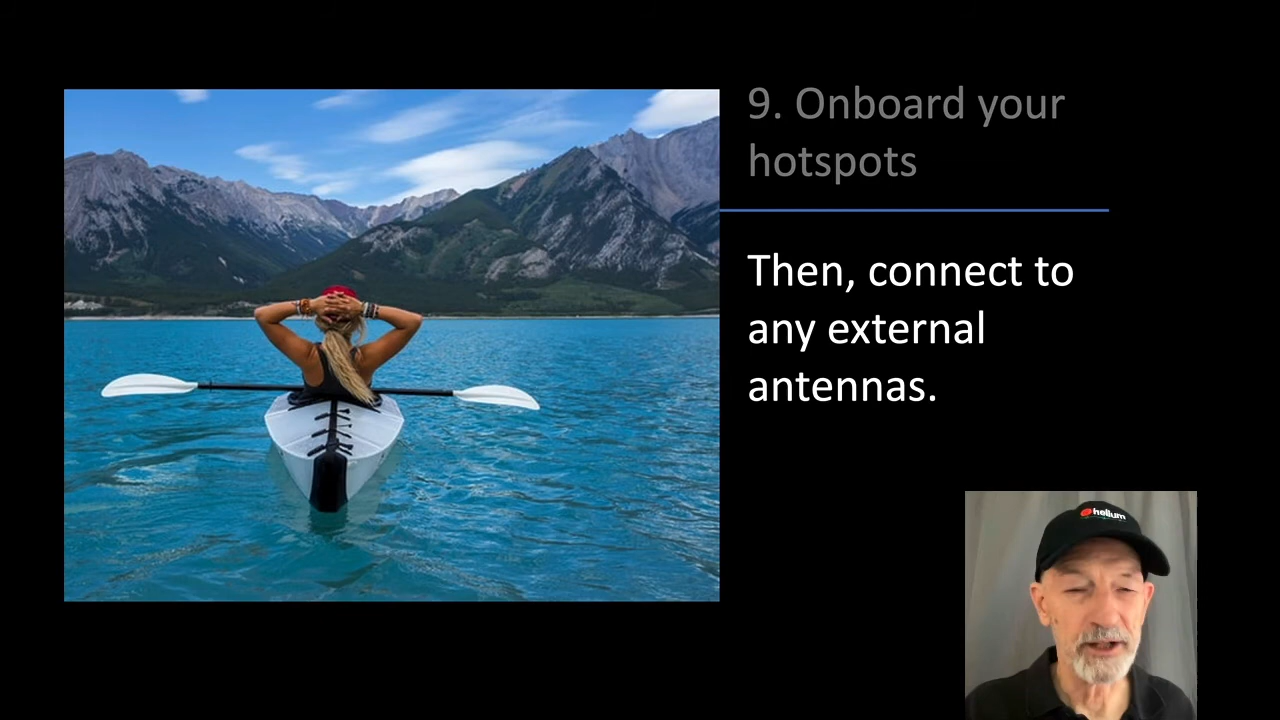 9. Onboard your
hotspots
Then, connect to
any external
antennas.
helium